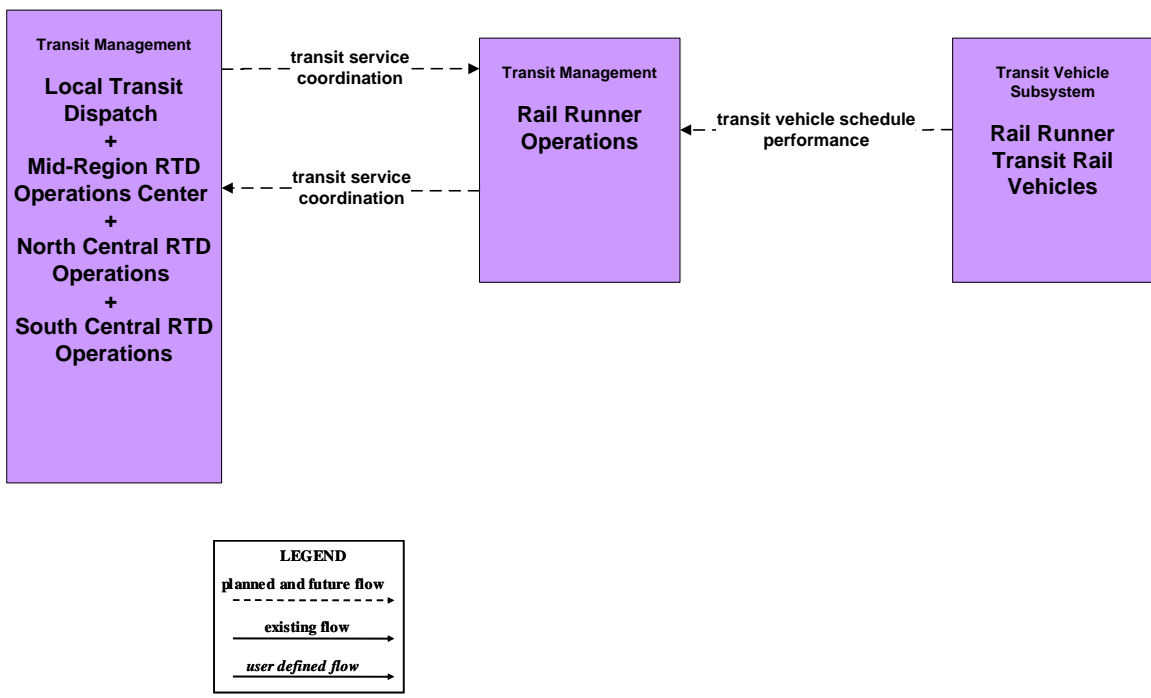 Transit Management
Local Transit
Dispatch
+
Mid-Region RTD
Operations Center
+
North Central RTD
Operations
+
South Central RTD
Operations
transit service
coordination
transit service
coordination
Transit Management
Rail Runner
Operations
transit vehicle schedule
performance
Transit Vehicle
Subsystem
Rail Runner
Transit Rail
Vehicles
LEGEND
planned and future flow
existing flow
user defined flow